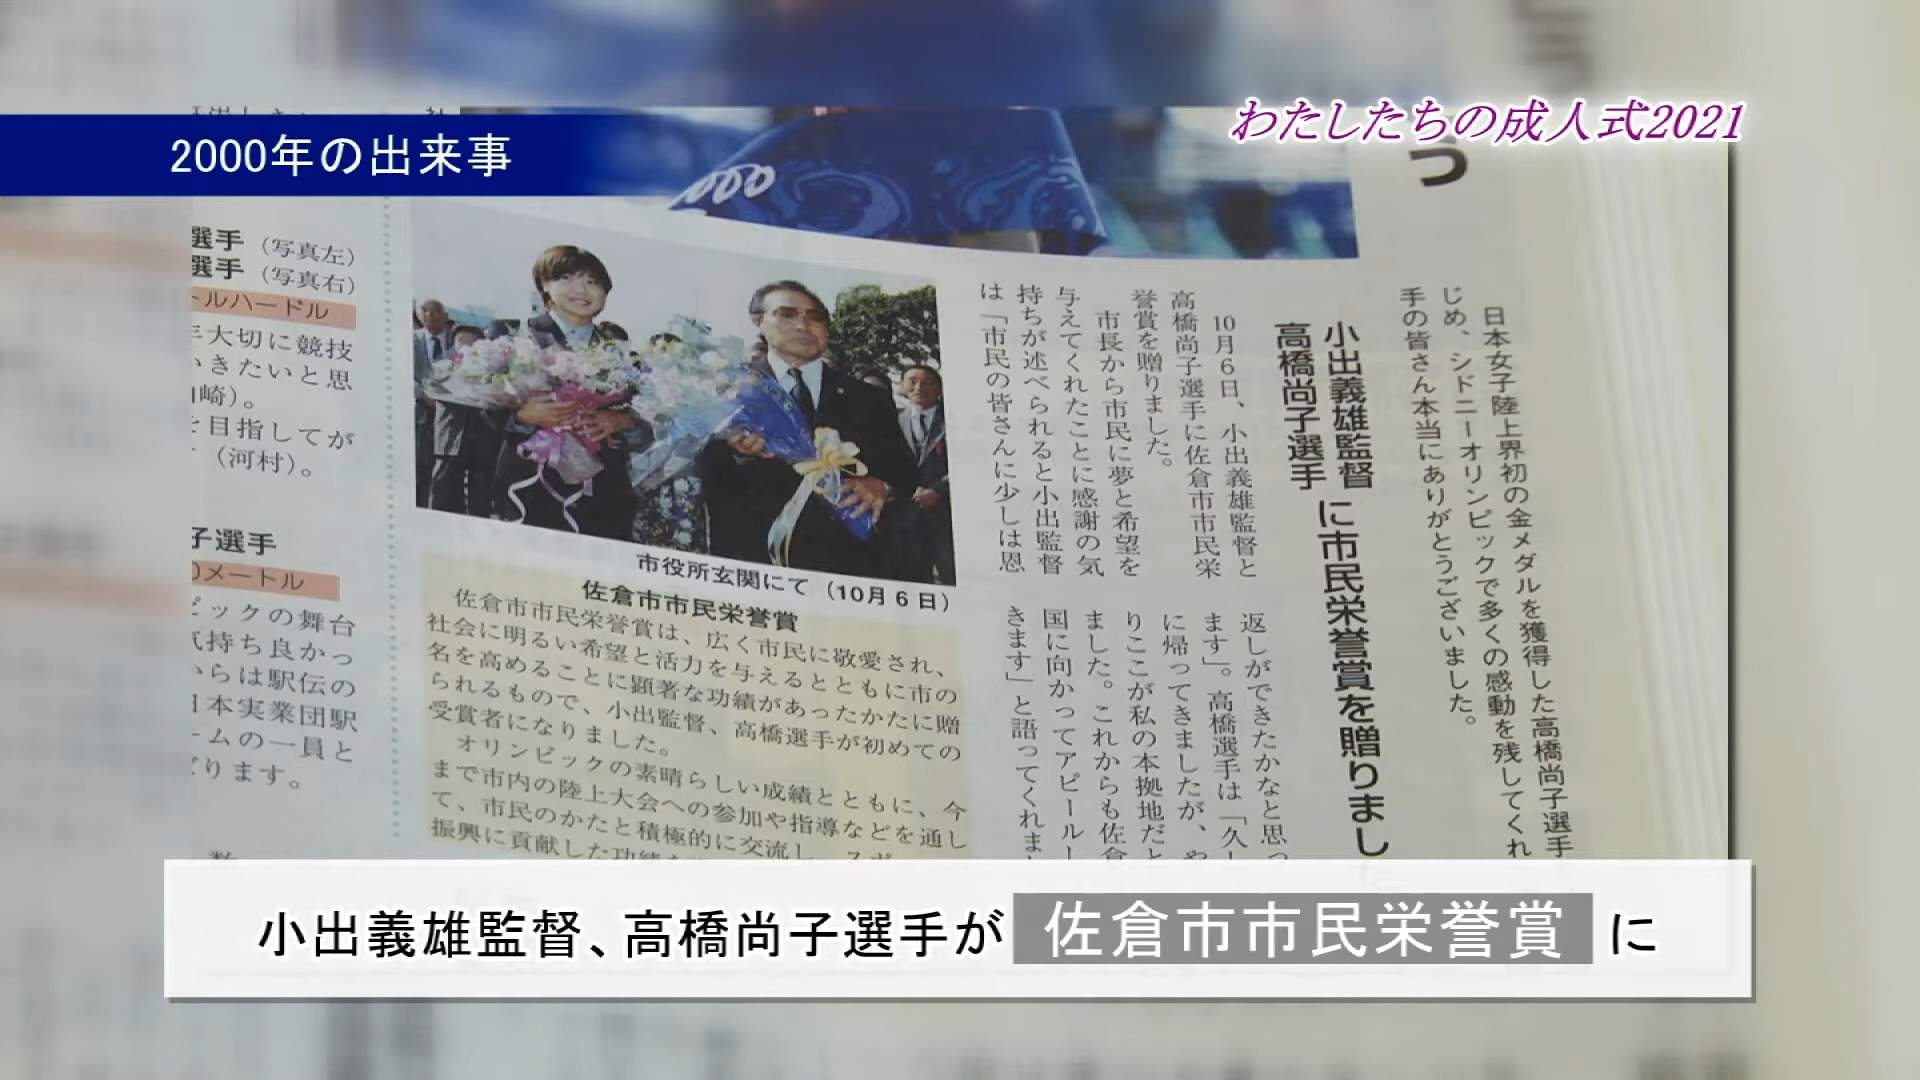 わたしたちの成人式2021
2000年の出来事
000
づ
日本女子陸上界初の金メダルを獲得した高橋尚子選手
じめ、シドニーオリンピックで多くの感動を残してくれ
手の皆さん本当にありがとうございました。
小出義雄監督
高橋尚子選手
に市民栄誉賞を贈りまし
10月6日、小出義雄監督と
高橋尚子選手に佐倉市市民栄
誉賞を贈りました。
市長から市民に夢と希望を
与えてくれたことに感謝の気
持ちが述べられると小出監督
は「市民の皆さんに少しは恩
返しができたかなと思っ
ます」。高橋選手は「久し
に帰ってきましたが、や
りここが私の本拠地だと
ました。これからも佐倉
国に向かってアピールし
きます」と語ってくれまし
市役所玄関にて（10月6日）
佐倉市市民栄誉賞
佐倉市市民栄誉賞は、広く市民に敬愛され、
社会に明るい希望と活力を与えるとともに市の
名を高めることに顕著な功績があったかたに贈
られるもので、小出監督、高橋選手が初めての
受賞者になりました。
オリンピックの素晴らしい成績とともに、今
まで市内の陸上大会への参加や指導などを通し
て、市民のかたと積極的に交流し、スポ
振興に貢献した功績
選手（写真左）
選手（写真右）
トルハードル
大切に競技
いきたいと思
崎）。
を目指してが
（河村）。
子選手
0メートル
ピックの舞台
気持ち良かっ
からは駅伝の
日本実業団駅
ームの一員と
ばります。
小出義雄監督、高橋尚子選手が 佐倉市市民栄誉賞 に